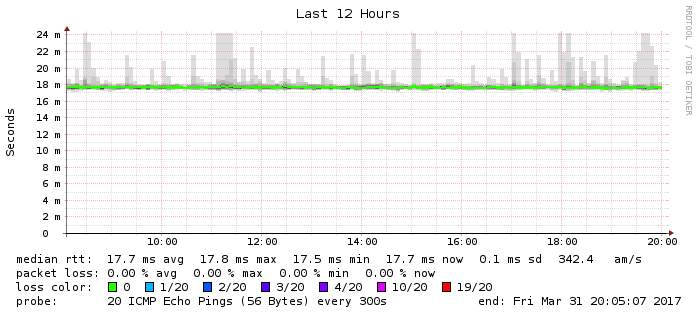 Last 12 Hours
RRDTOOL / TOBI OETIKER
Seconds
24 m
22 m
20 m
18 m
16 m
14 m
12 m
10 m
8 m
6 m
4 m
2 m
0
10:00 12:00 14:00 16:00 18:00 20:00
median rtt: 17.7 ms avg 17.8 ms max 17.5 ms min 17.7 ms now 0.1 ms sd 342.4 am/s
packet loss: 0.00 % avg 0.00 % max 0.00 % min 0.00 % now
loss color: 0 1/20 2/20 3/20 4/20 10/20 19/20
probe: 20 ICMP Echo Pings (56 Bytes) every 300s end: Fri Mar 31 20:05:07 2017